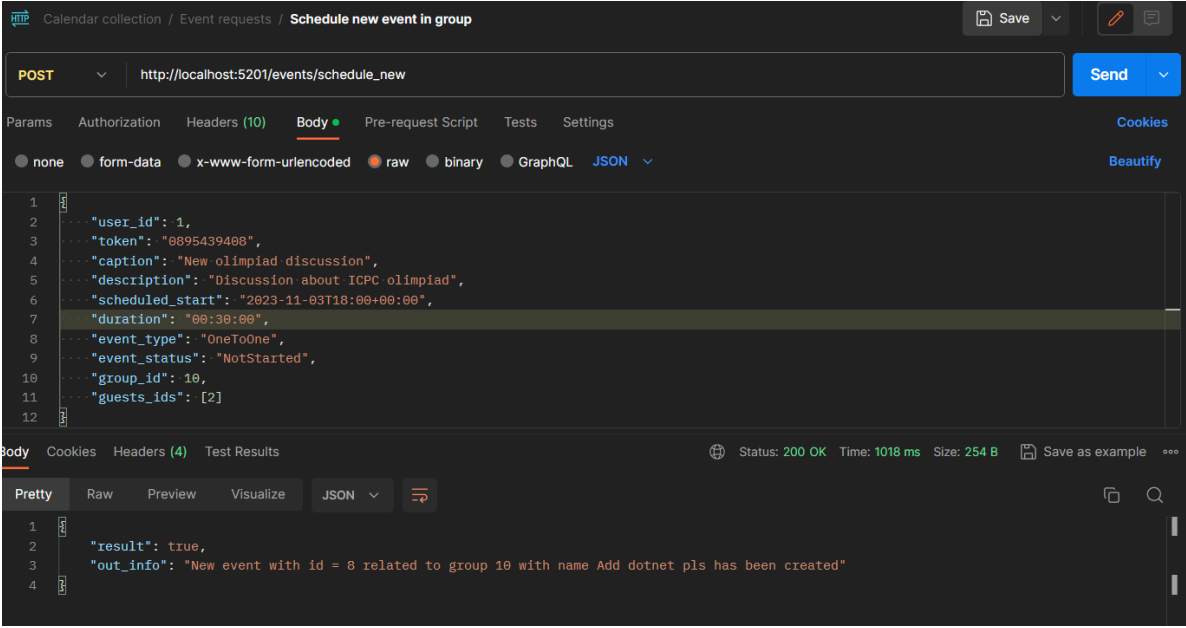 HTTP Calendar collection / Event requests / Schedule new event in group Save
POST http://localhost:5201/events/schedule_new Send
Params Authorization Headers (10) Body Pre-request Script Tests Settings Cookies
none form-data x-www-form-urlencoded raw binary GraphQL JSON Beautify
1 {
2 "user_id": 1,
3 "token": "0895439408",
4 "caption": "New olimpiad discussion",
5 "description": "Discussion about ICPC olimpiad",
6 "scheduled_start": "2023-11-03T18:00+00:00",
7 "duration": "00:30:00",
8 "event_type": "OneToOne",
9 "event_status": "NotStarted",
10 "group_id": 10,
11 "guests_ids": [2]
12 }
Body Cookies Headers (4) Test Results Status: 200 OK Time: 1018 ms Size: 254 B Save as example
Pretty Raw Preview Visualize JSON
1 {
2 "result": true,
3 "out_info": "New event with id = 8 related to group 10 with name Add dotnet pls has been created"
4 }